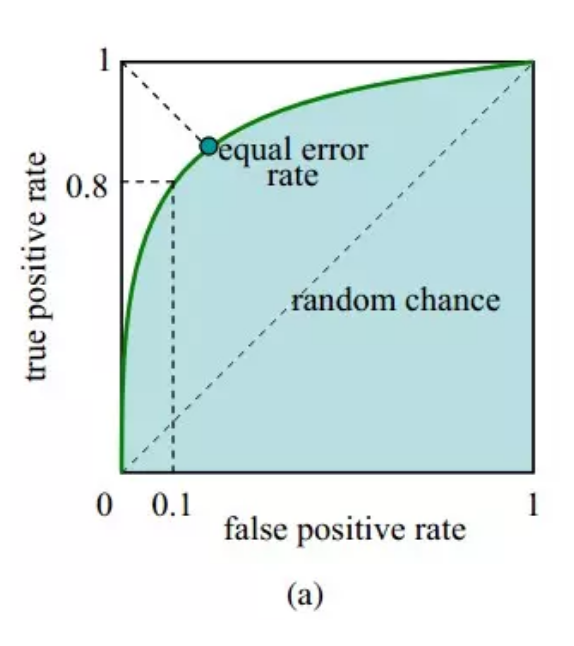 1
equal error
rate
0.8
true positive rate
random chance
0
0.1
1
false positive rate
(a)